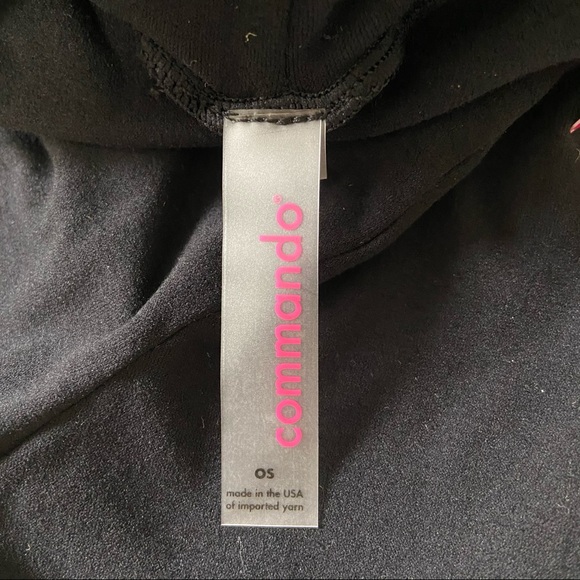 commando®
OS
made in the USA
of imported yarn